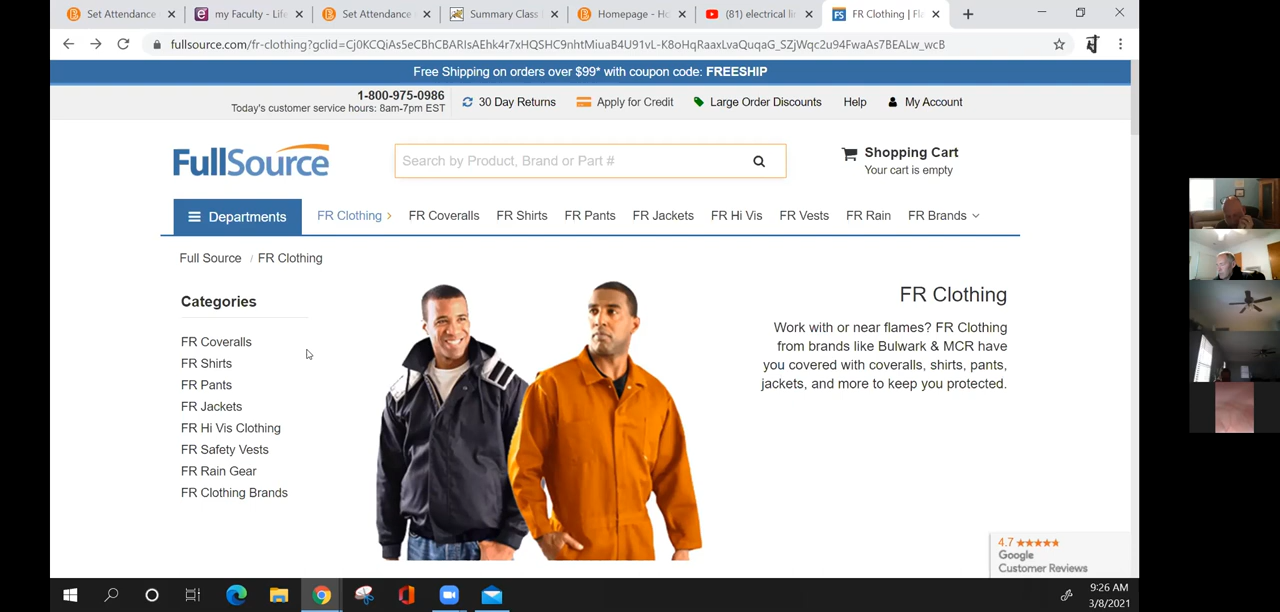 Set Attendance
my Faculty - Life
Set Attendance
Summary Class
Homepage - Ho
(81) electrical li
FR Clothing | Fl
fullsource.com/fr-clothing?gclid=Cj0KCQiAs5eCBhCBARIsAEhk4r7xHQSHC9nhtMiuaB4U91vL-K8oHqRaaxLvaQuqaG_SZjWqc2u94FwaAs7BEALw_wcB
Free Shipping on orders over $99* with coupon code: FREESHIP
1-800-975-0986
Today's customer service hours: 8am-7pm EST
30 Day Returns
Apply for Credit
Large Order Discounts
Help
My Account
FullSource
Search by Product, Brand or Part #
Shopping Cart
Your cart is empty
Departments
FR Clothing
FR Coveralls
FR Shirts
FR Pants
FR Jackets
FR Hi Vis
FR Vests
FR Rain
FR Brands
Full Source / FR Clothing
Categories
FR Coveralls
FR Shirts
FR Pants
FR Jackets
FR Hi Vis Clothing
FR Safety Vests
FR Rain Gear
FR Clothing Brands
FR Clothing
Work with or near flames? FR Clothing
from brands like Bulwark & MCR have
you covered with coveralls, shirts, pants,
jackets, and more to keep you protected.
4.7
Google
Customer Reviews
9:26 AM
3/8/2021